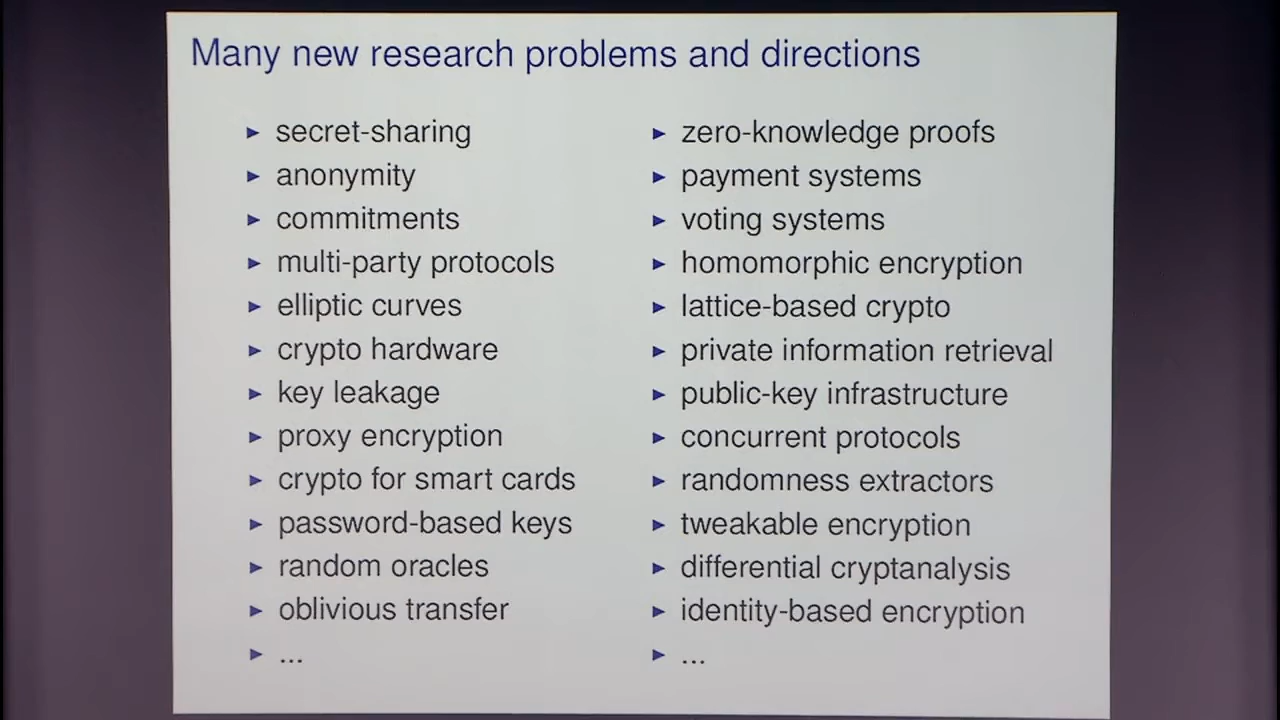 Many new research problems and directions
► secret-sharing
► anonymity
► commitments
► multi-party protocols
► elliptic curves
► crypto hardware
► key leakage
► proxy encryption
► crypto for smart cards
► password-based keys
► random oracles
► oblivious transfer
► ...
► zero-knowledge proofs
► payment systems
► voting systems
► homomorphic encryption
► lattice-based crypto
► private information retrieval
► public-key infrastructure
► concurrent protocols
► randomness extractors
► tweakable encryption
► differential cryptanalysis
► identity-based encryption
► ...